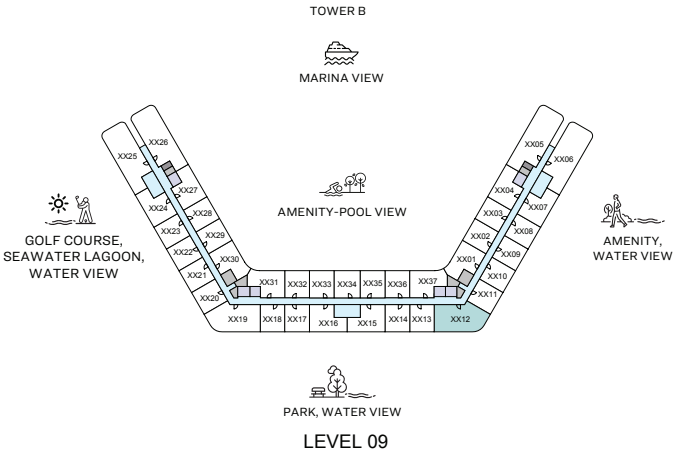 TOWER B
MARINA VIEW
XX26
XX25
XX05
XX06
XX27
XX24
XX04
XX07
XX28
XX23
XX03
XX08
AMENITY-POOL VIEW
XX29
XX22
XX02
XX09
GOLF COURSE,
SEAWATER LAGOON,
WATER VIEW
AMENITY,
WATER VIEW
XX30
XX21
XX01
XX10
XX31
XX32
XX33
XX34
XX35
XX36
XX37
XX20
XX11
XX19
XX18
XX17
XX16
XX15
XX14
XX13
XX12
PARK, WATER VIEW
LEVEL 09